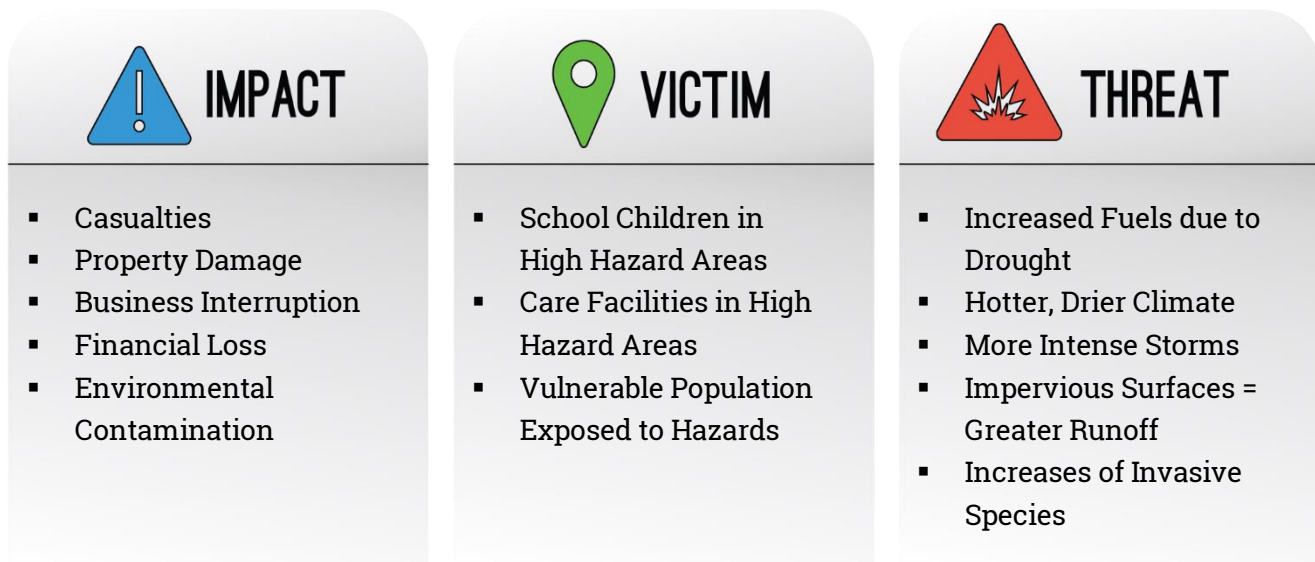 IMPACT
▪ Casualties
▪ Property Damage
▪ Business Interruption
▪ Financial Loss
▪ Environmental
Contamination
VICTIM
▪ School Children in
High Hazard Areas
▪ Care Facilities in High
Hazard Areas
▪ Vulnerable Population
Exposed to Hazards
THREAT
▪ Increased Fuels due to
Drought
▪ Hotter, Drier Climate
▪ More Intense Storms
▪ Impervious Surfaces =
Greater Runoff
▪ Increases of Invasive
Species